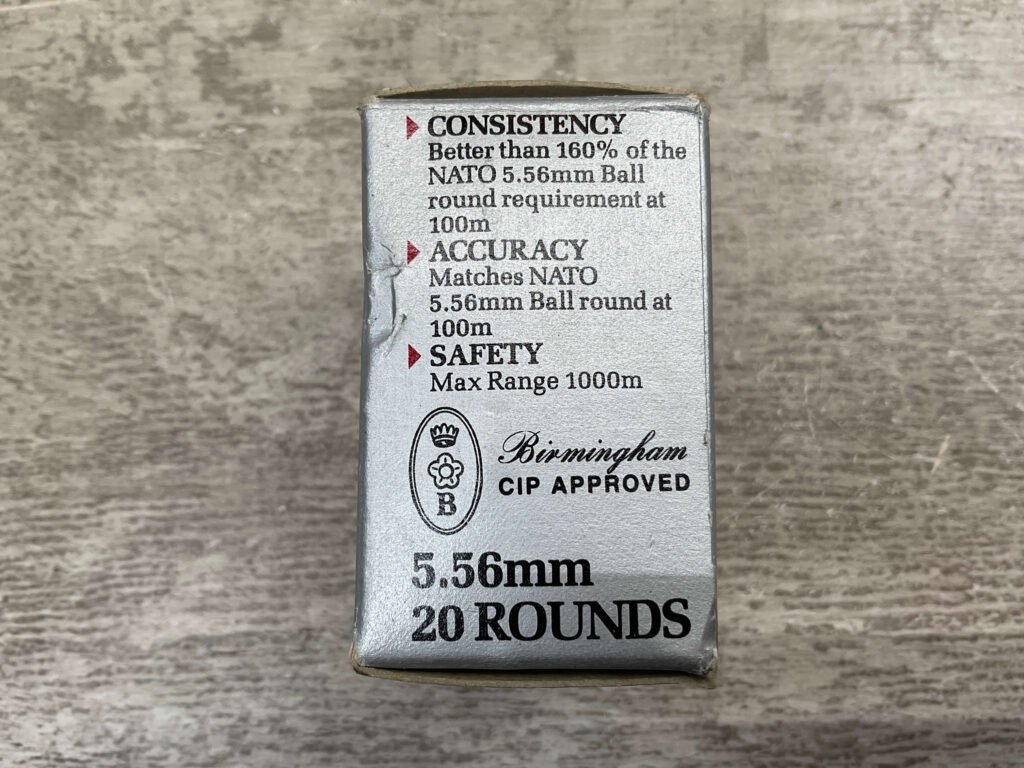 CONSISTENCY
Better than 160% of the
NATO 5.56mm Ball
round requirement at
100m
ACCURACY
Matches NATO
5.56mm Ball round at
100m
SAFETY
Max Range 1000m
B
Birmingham
CIP APPROVED
5.56mm
20 ROUNDS